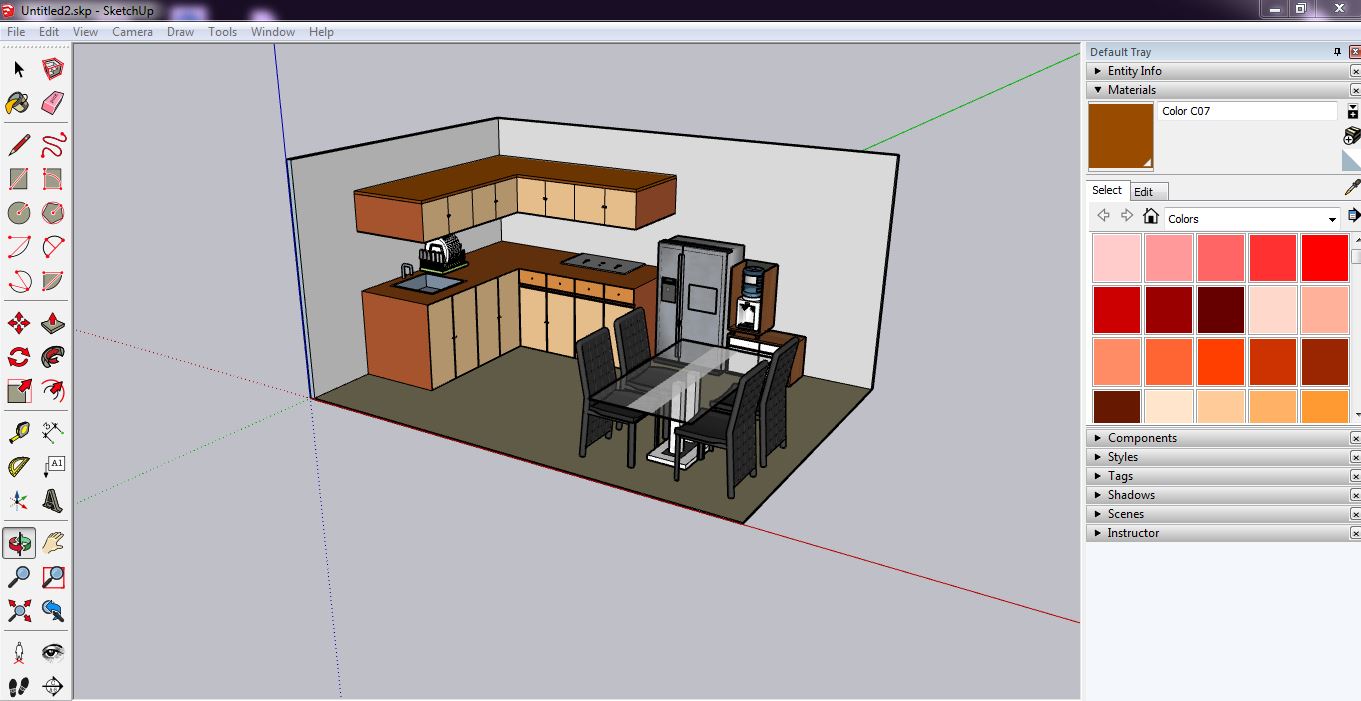 Untitled2.skp - SketchUp
File Edit View Camera Draw Tools Window Help
Default Tray
Entity Info
Materials
Color C07
Select Edit
Colors
A1
Components
Styles
Tags
Shadows
Scenes
Instructor